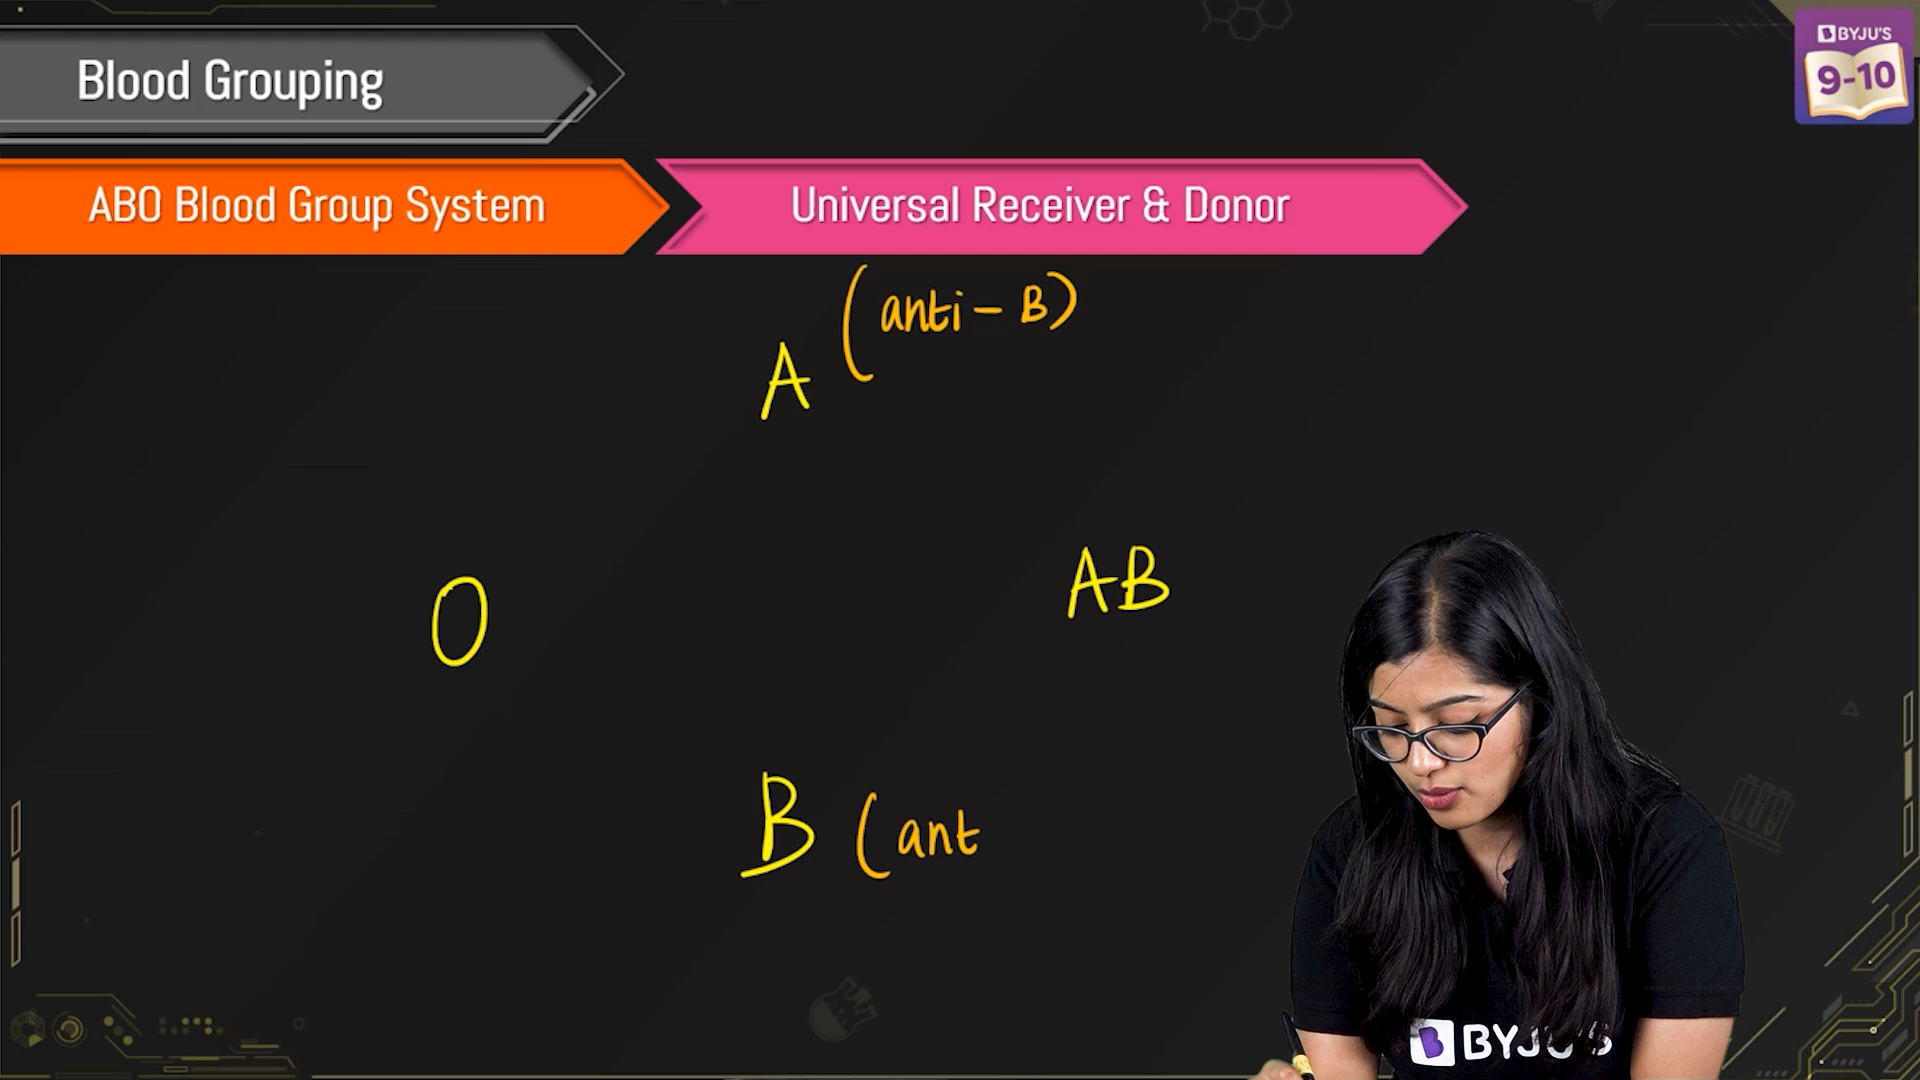 Blood Grouping
BYJU'S
9-10
ABO Blood Group System
Universal Receiver & Donor
(anti - B)
A
AB
O
B (ant
BYJU'S